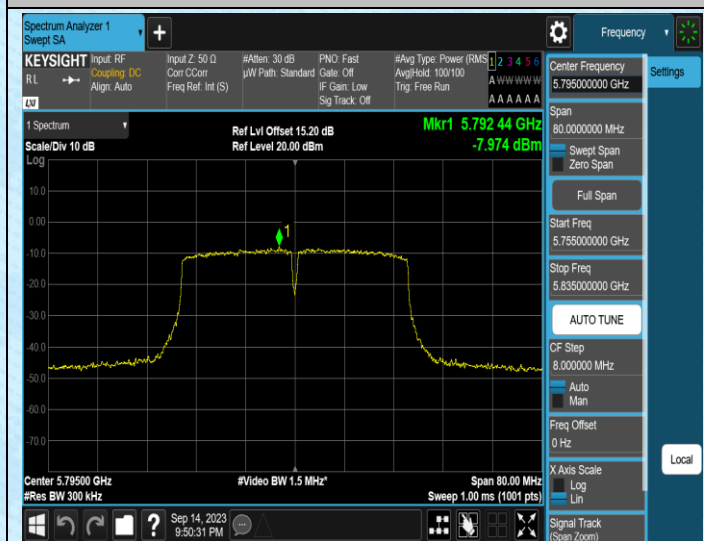 Spectrum Analyzer 1
Swept SA
Frequency
KEYSIGHT
RL
LXI
Input: RF
Coupling: DC
Align: Auto
Input Z: 50 Ω
Corr CCorr
Freq Ref: Int (S)
#Atten: 30 dB
µW Path: Standard
PNO: Fast
Gate: Off
IF Gain: Low
Sig Track: Off
#Avg Type: Power (RMS
Avg|Hold: 100/100
Trig: Free Run
1 2 3 4 5 6
A W W W W W
A A A A A A
1 Spectrum
Scale/Div 10 dB
Ref Lvl Offset 15.20 dB
Ref Level 20.00 dBm
Mkr1 5.792 44 GHz
-7.974 dBm
Log
10.0
0.00
-10.0
-20.0
-30.0
-40.0
-50.0
-60.0
-70.0
1
Center 5.79500 GHz
#Res BW 300 kHz
#Video BW 1.5 MHz*
Span 80.00 MHz
Sweep 1.00 ms (1001 pts)
Sep 14, 2023
9:50:31 PM
Center Frequency
5.795000000 GHz
Settings
Span
80.0000000 MHz
Swept Span
Zero Span
Full Span
Start Freq
5.755000000 GHz
Stop Freq
5.835000000 GHz
AUTO TUNE
CF Step
8.000000 MHz
Auto
Man
Freq Offset
0 Hz
X Axis Scale
Log
Lin
Local
Signal Track
(Span Zoom)